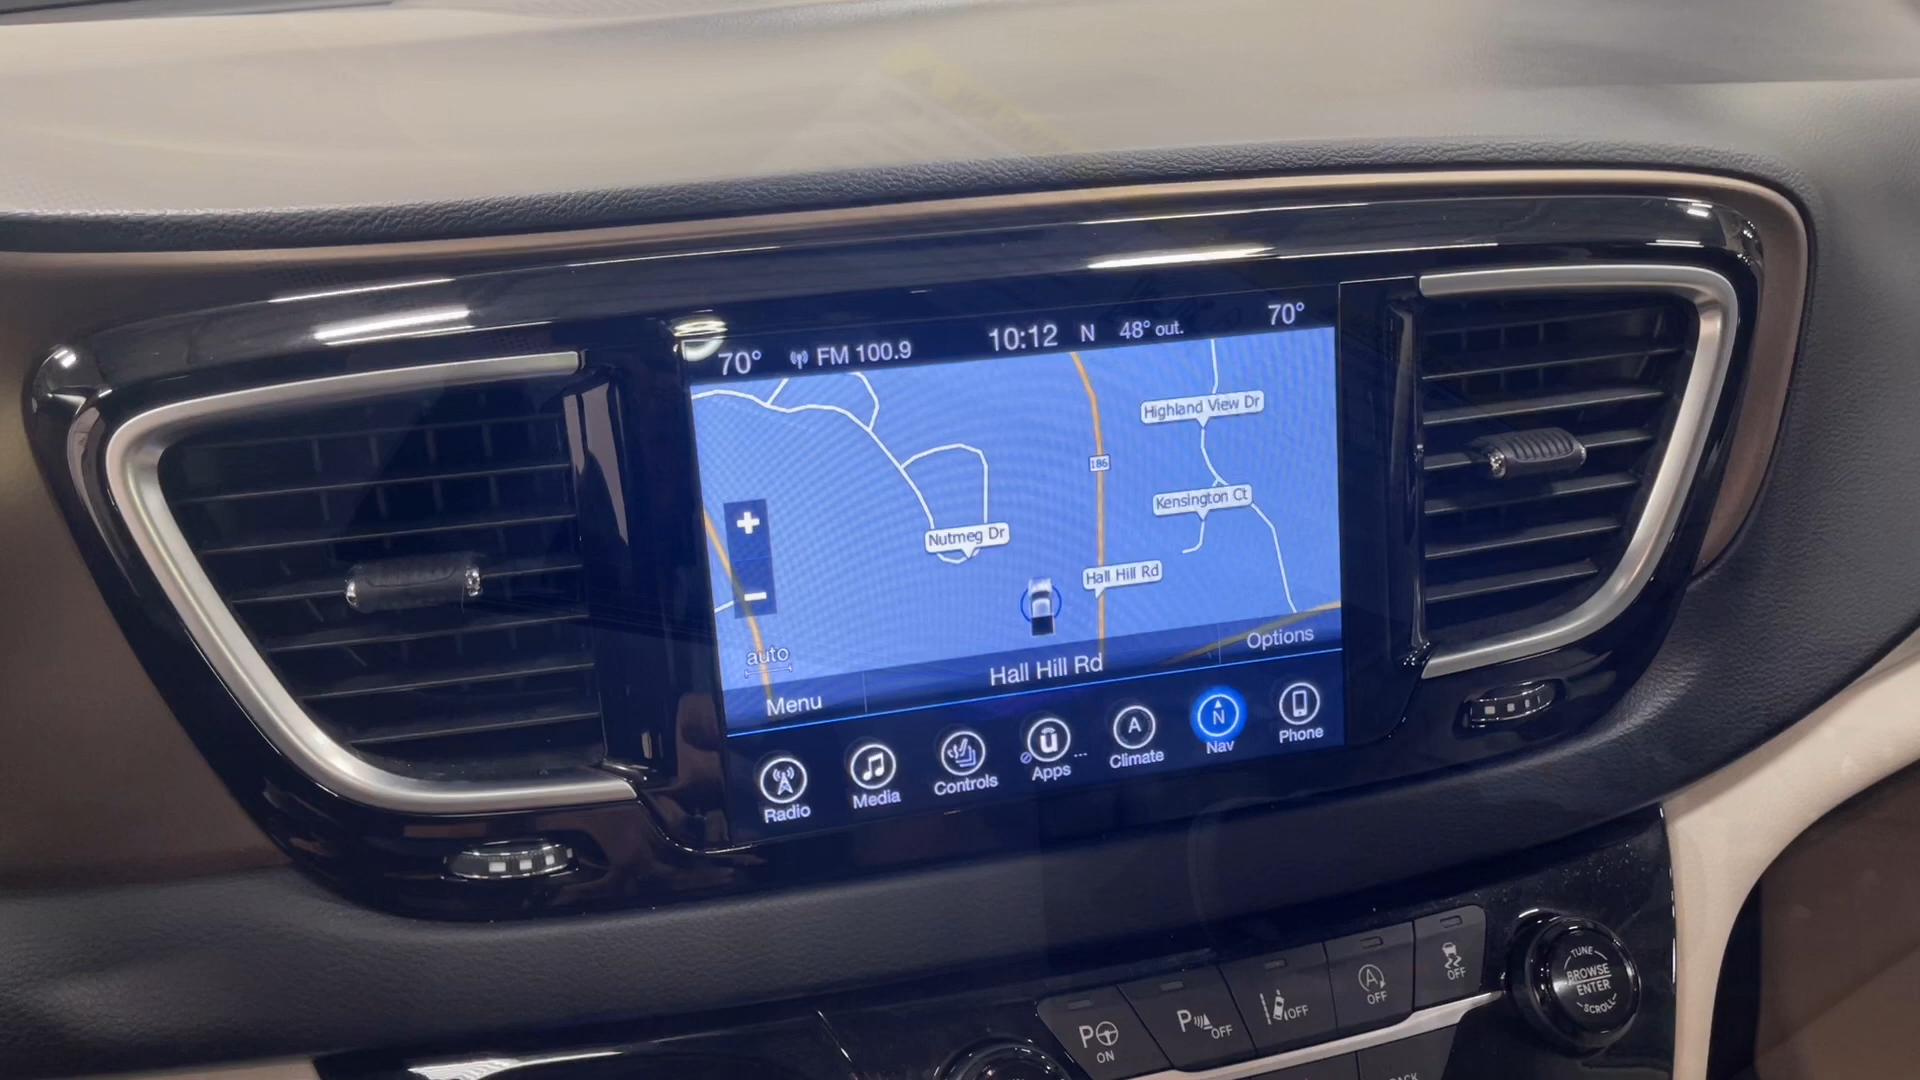 70° FM 100.9 10:12 N 48° out. 70°
Highland View Dr
186
Kensington Ct
Nutmeg Dr
Hall Hill Rd
+
-
auto
Menu Hall Hill Rd Options
Radio Media Controls Apps ... Climate Nav Phone
N
A
TUNE
BROWSE
ENTER
SCROLL
P ON
P OFF
OFF
A OFF
OFF